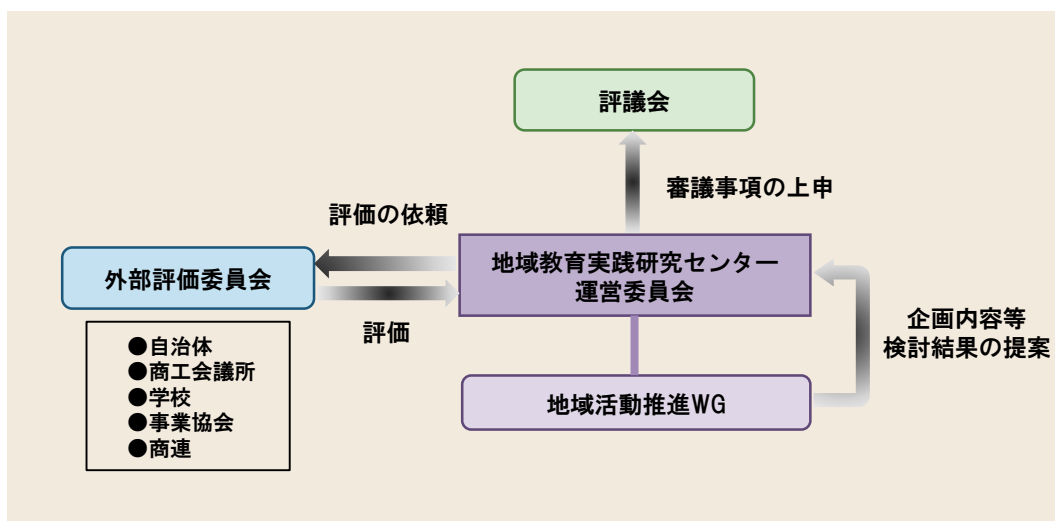 評議会
審議事項の上申
評価の依頼
外部評価委員会
地域教育実践研究センター
運営委員会
評価
企画内容等
検討結果の提案
●自治体
●商工会議所
●学校
●事業協会
●商連
地域活動推進WG